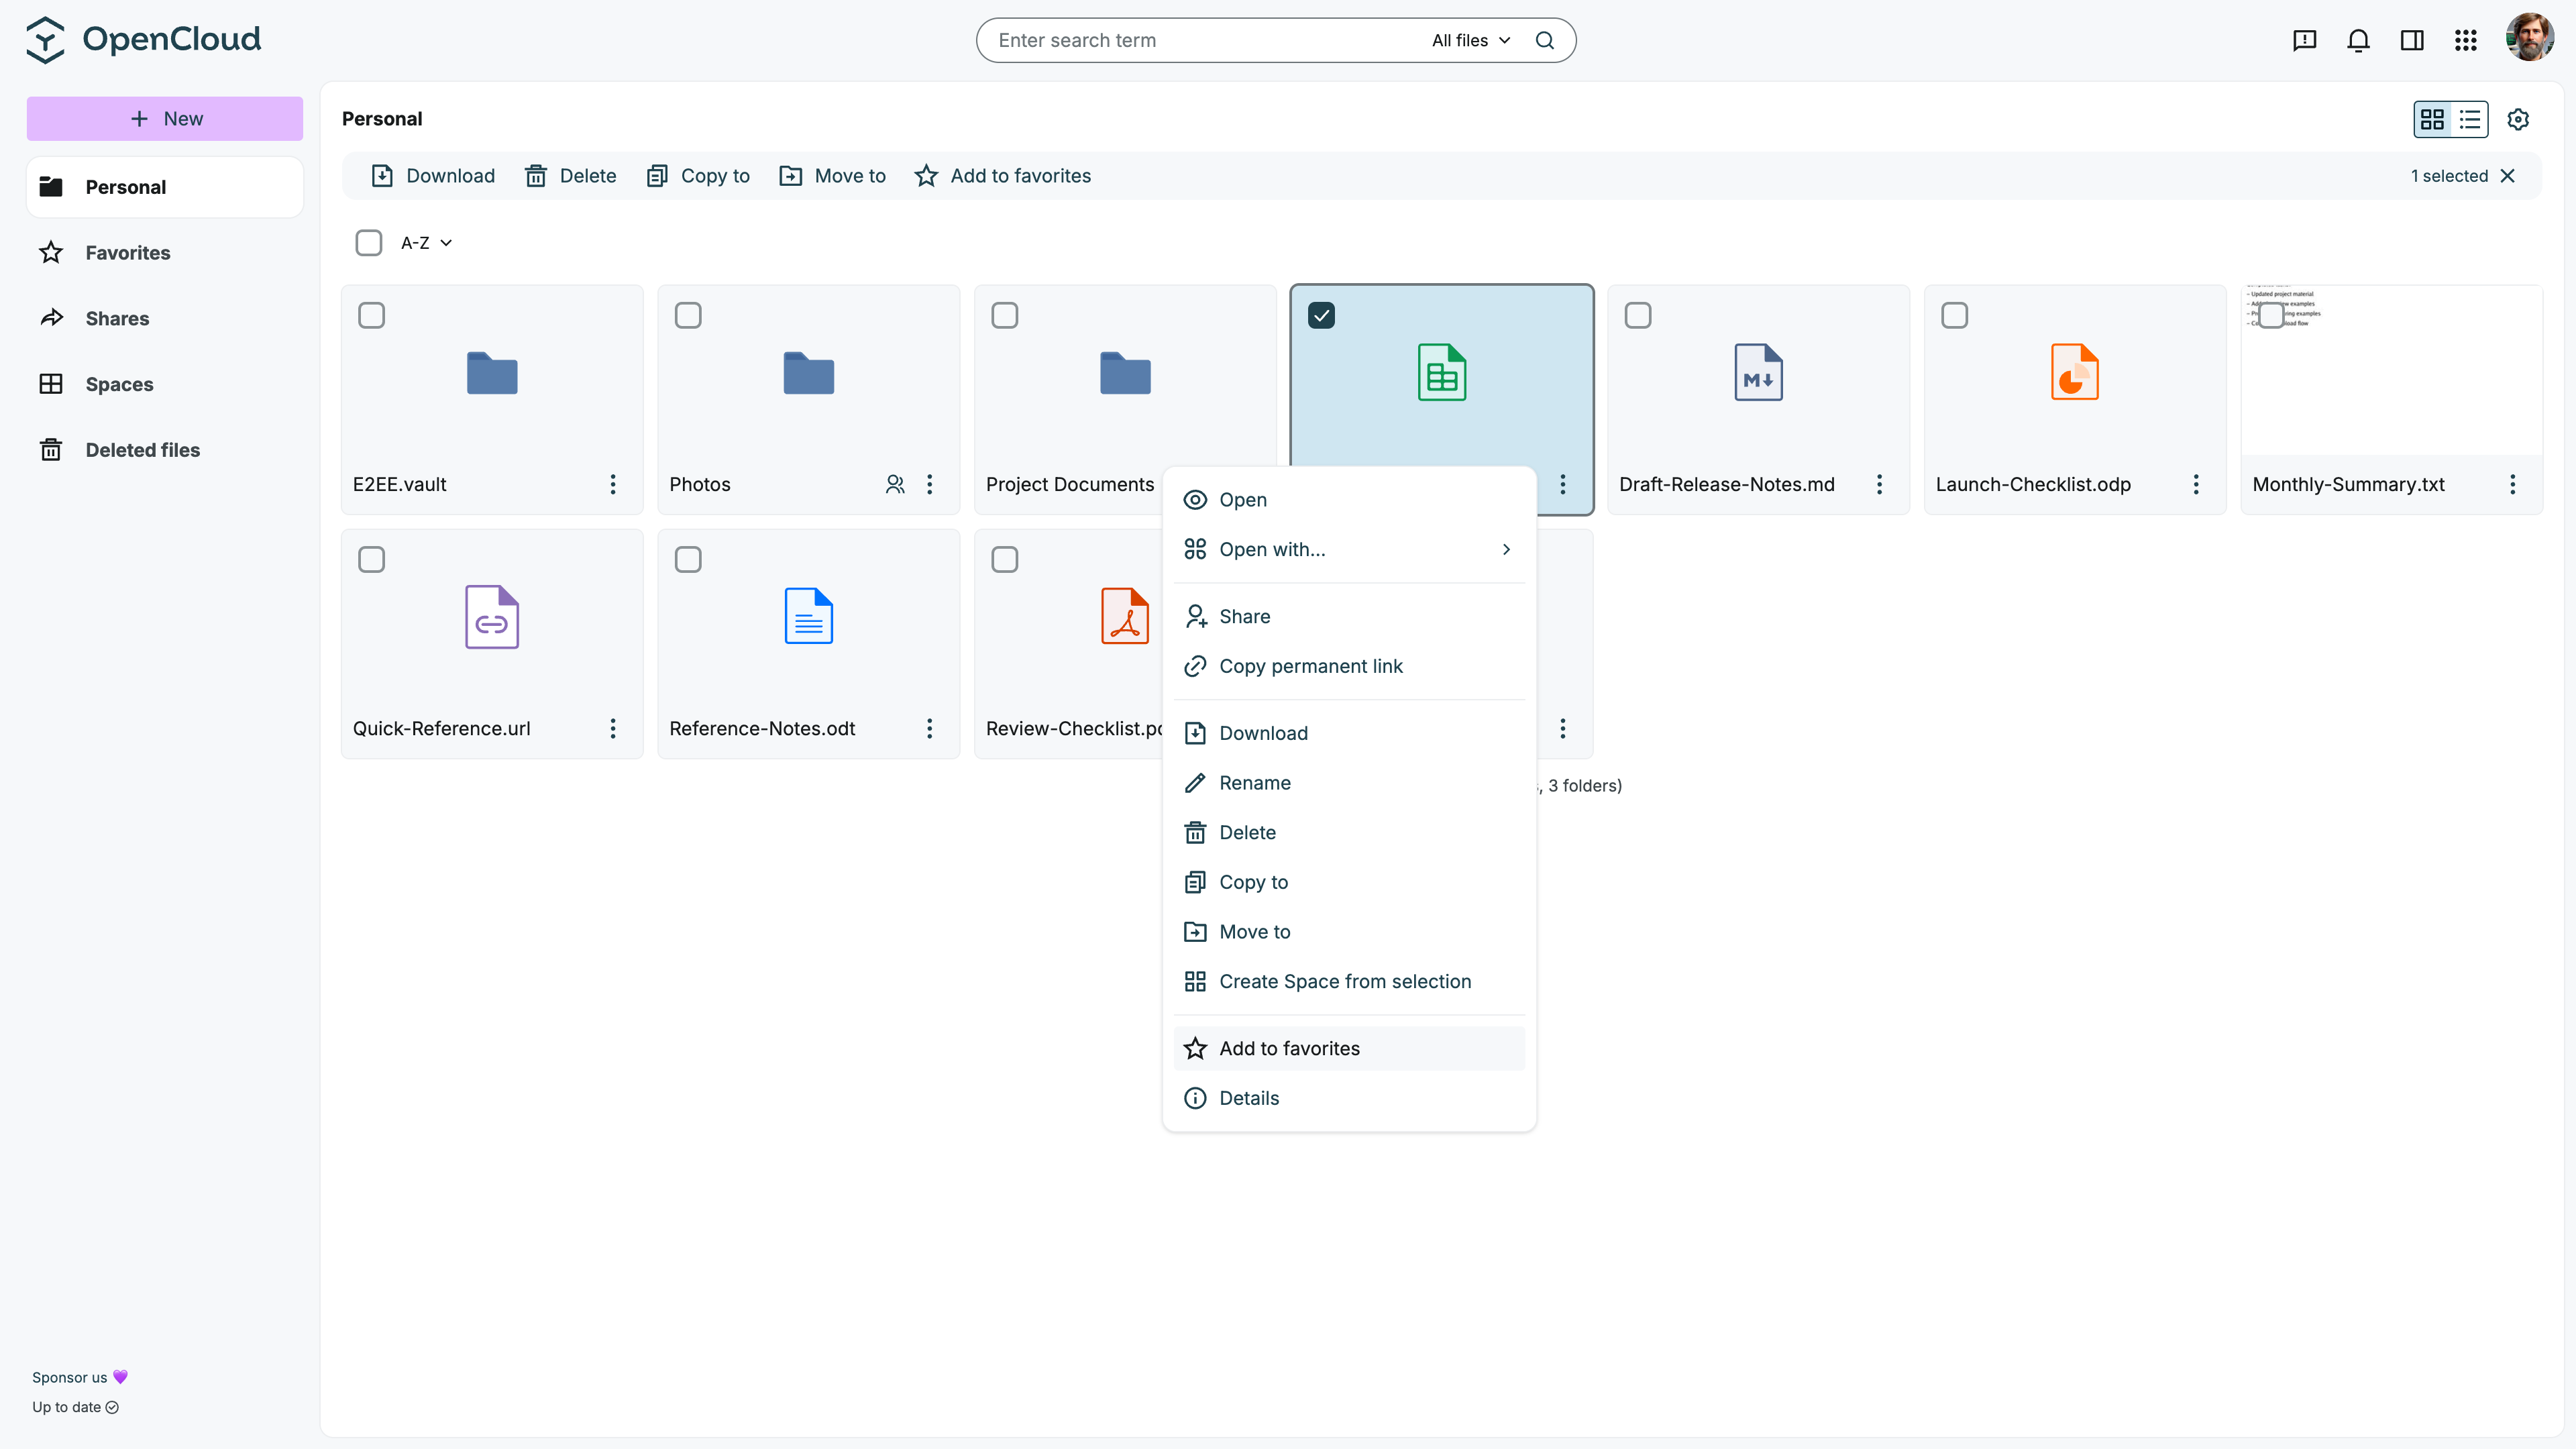 OpenCloud
Enter search term
All files
New
Personal
Favorites
Shares
Spaces
Deleted files
Personal
Download
Delete
Copy to
Move to
Add to favorites
1 selected
A-Z
E2EE.vault
Photos
Project Documents
Draft-Release-Notes.md
Launch-Checklist.odp
- Updated project material
Monthly-Summary.txt
Quick-Reference.url
Reference-Notes.odt
Review-Checklist.
, 3 folders)
Open
Open with...
Share
Copy permanent link
Download
Rename
Delete
Copy to
Move to
Create Space from selection
Add to favorites
Details
Sponsor us
Up to date